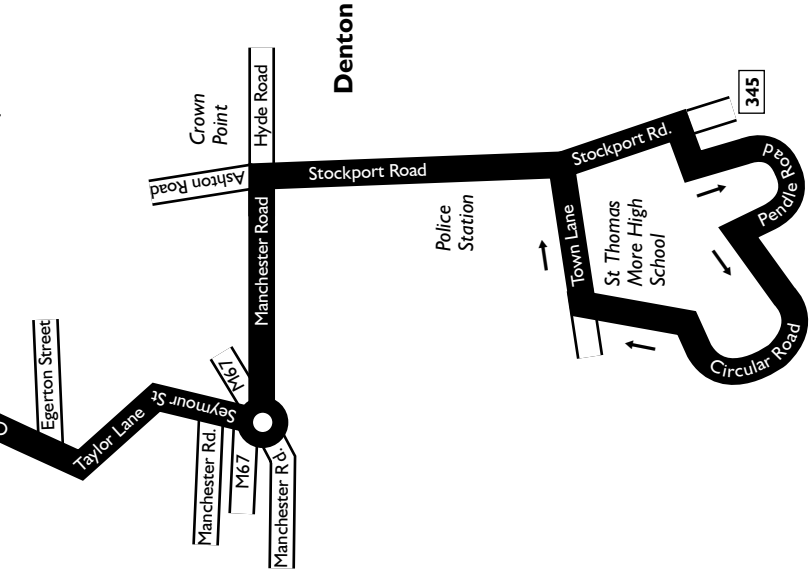 Denton
345
Crown
Point
Hyde Road
Ashton Road
Stockport Road
Stockport Rd.
Pendle Road
Police
Station
Manchester Road
Town Lane
St Thomas
More High
School
Circular Road
Egerton Street
M67
Seymour St
Taylor Lane
Manchester Rd.
M67
Manchester Rd.